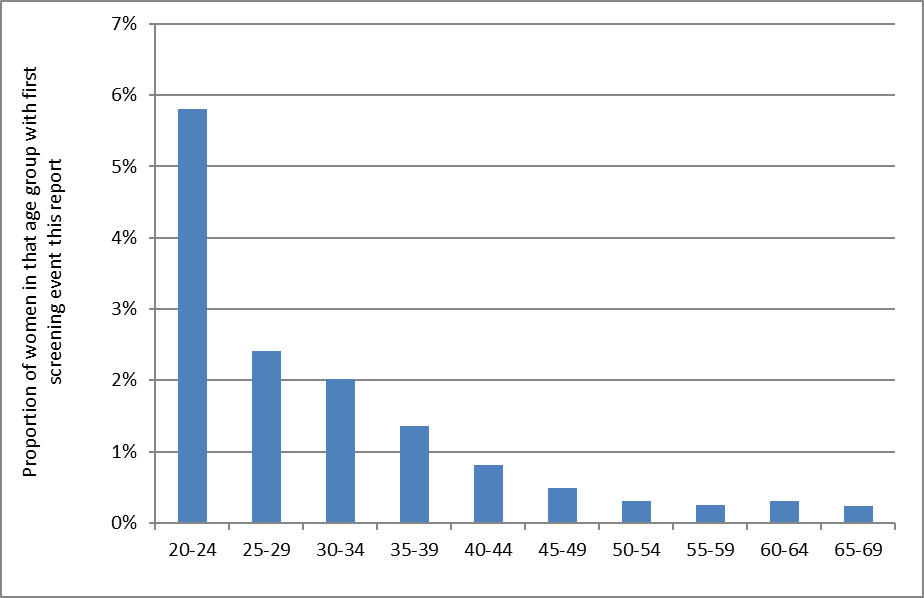 Proportion of women in that age group with first
screening event this report
7%
6%
5%
4%
3%
2%
1%
0%
20-24 25-29 30-34 35-39 40-44 45-49 50-54 55-59 60-64 65-69